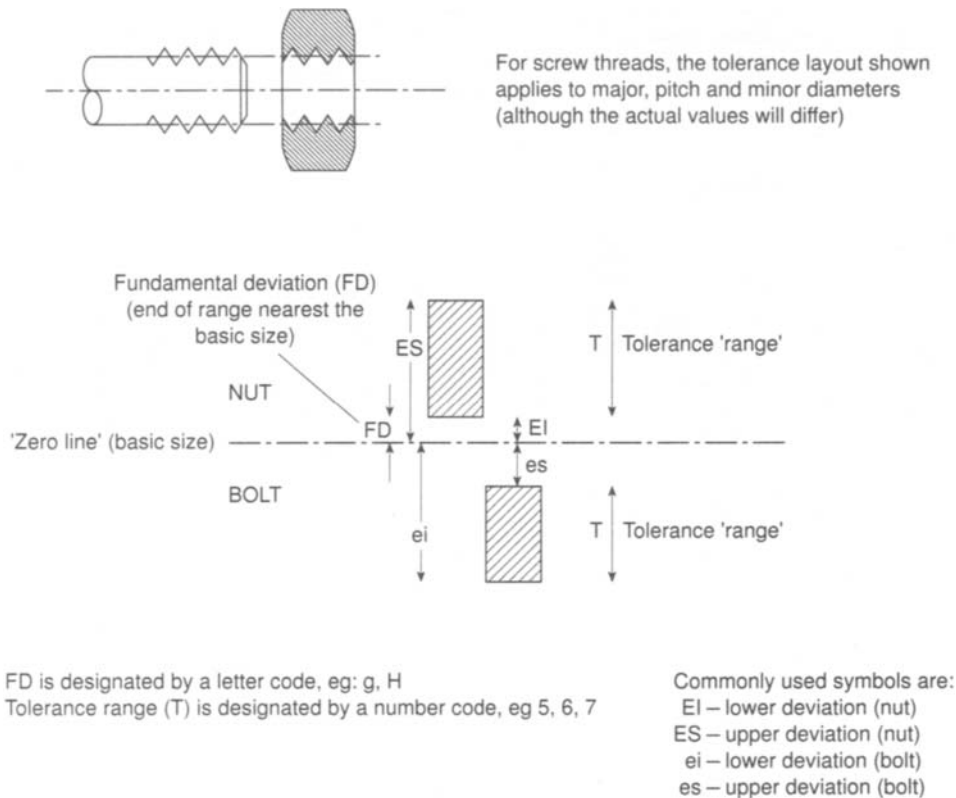 For screw threads, the tolerance layout shown
applies to major, pitch and minor diameters
(although the actual values will differ)
Fundamental deviation (FD)
(end of range nearest the
basic size)
ES
T Tolerance 'range'
NUT
FD
EI
'Zero line' (basic size)
es
BOLT
ei
T Tolerance 'range'
FD is designated by a letter code, eg: g, H
Tolerance range (T) is designated by a number code, eg 5, 6, 7
Commonly used symbols are:
EI – lower deviation (nut)
ES – upper deviation (nut)
ei – lower deviation (bolt)
es – upper deviation (bolt)